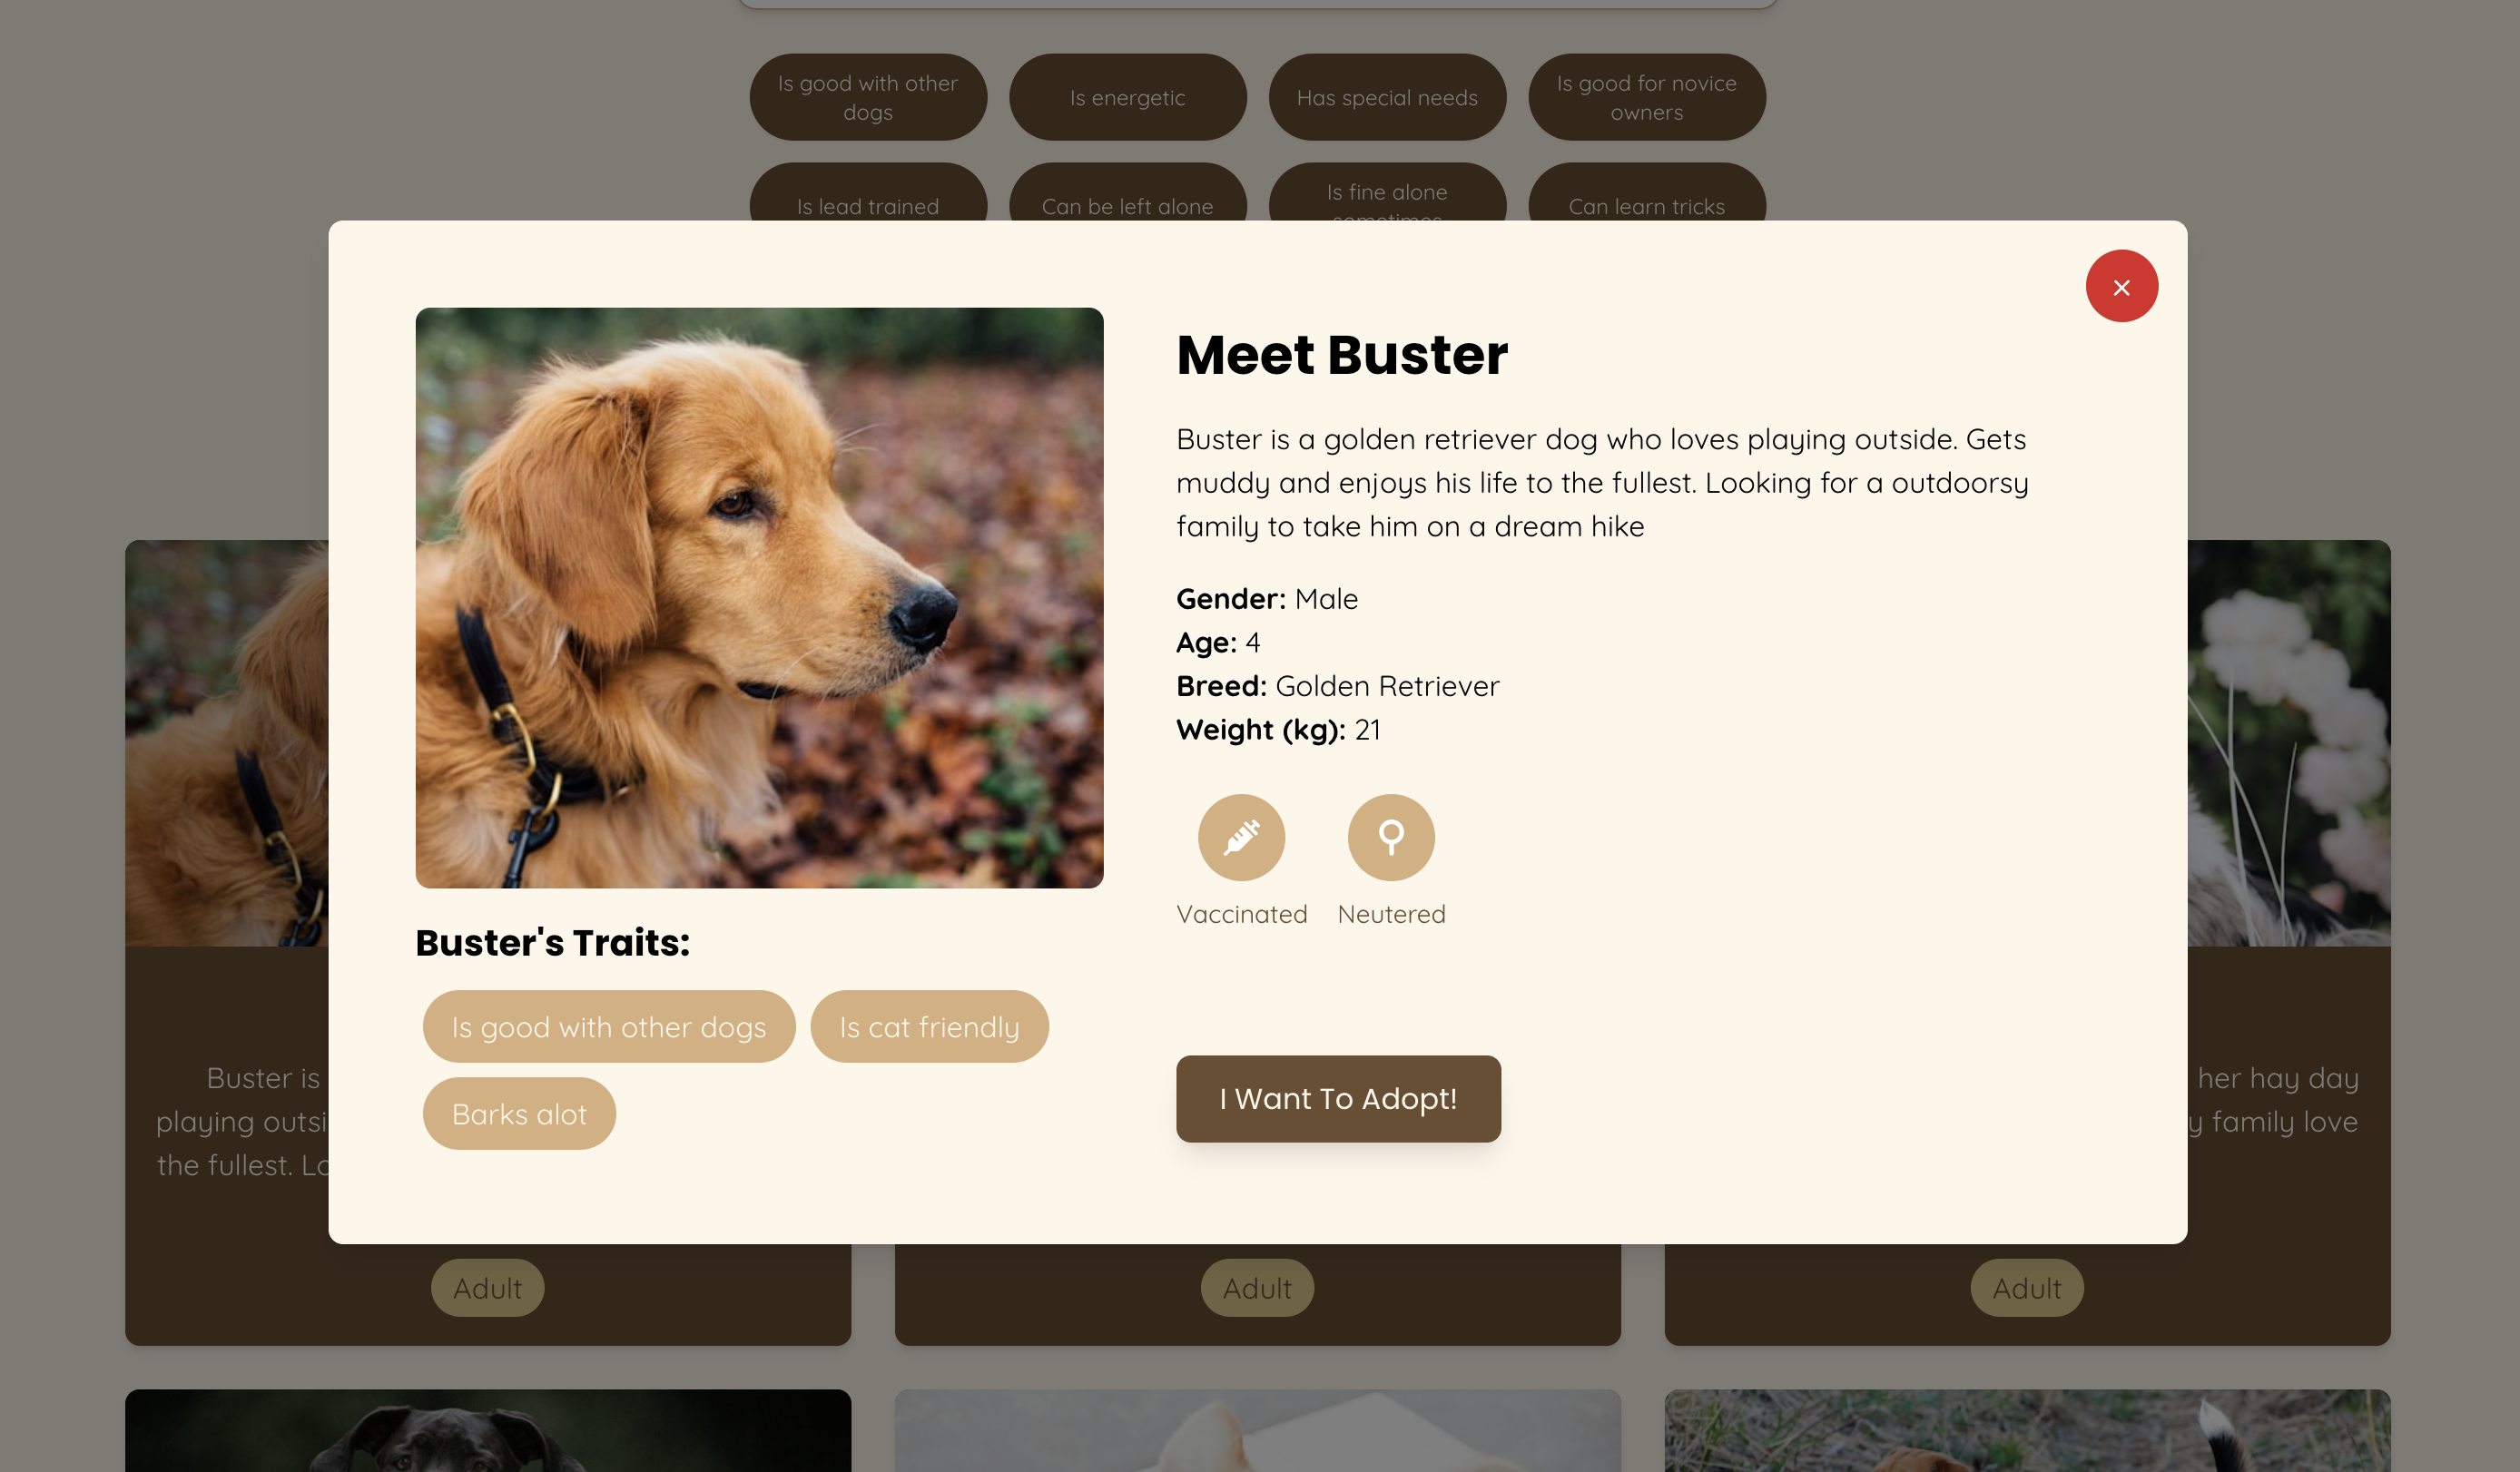 Is good with other
dogs
Is energetic
Has special needs
Is good for novice
owners
Is lead trained
Can be left alone
Is fine alone
sometimes
Can learn tricks
Meet Buster
Buster is a golden retriever dog who loves playing outside. Gets
muddy and enjoys his life to the fullest. Looking for a outdoorsy
family to take him on a dream hike
Gender: Male
Age: 4
Breed: Golden Retriever
Weight (kg): 21
Vaccinated
Neutered
Buster's Traits:
Is good with other dogs
Is cat friendly
Barks alot
I Want To Adopt!
Buster is
playing outsi
the fullest. Lo
her hay day
y family love
Adult
Adult
Adult